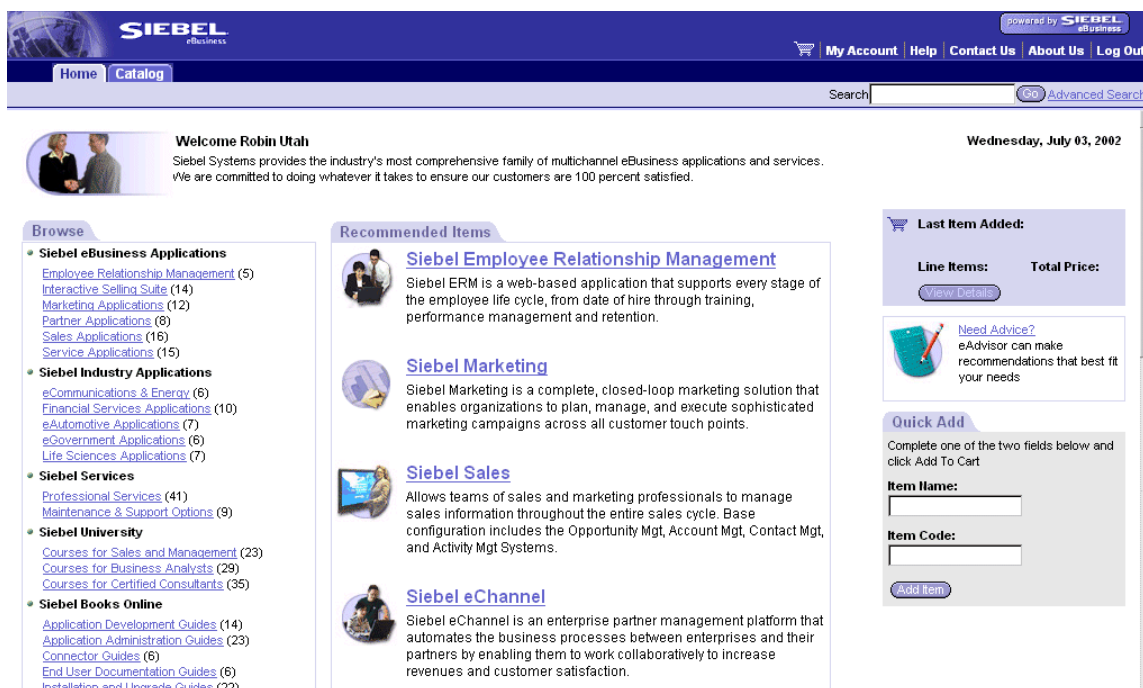 SIEBEL
eBusiness
powered by SIEBEL
eBusiness
My Account | Help | Contact Us | About Us | Log Out
Home
Catalog
Search
Go
Advanced Search
Welcome Robin Utah
Siebel Systems provides the industry's most comprehensive family of multichannel eBusiness applications and services.
We are committed to doing whatever it takes to ensure our customers are 100 percent satisfied.
Wednesday, July 03, 2002
Browse
Siebel eBusiness Applications
Employee Relationship Management (5)
Interactive Selling Suite (14)
Marketing Applications (12)
Partner Applications (8)
Sales Applications (16)
Service Applications (15)
Siebel Industry Applications
eCommunications & Energy (6)
Financial Services Applications (10)
eAutomotive Applications (7)
eGovernment Applications (6)
Life Sciences Applications (7)
Siebel Services
Professional Services (41)
Maintenance & Support Options (9)
Siebel University
Courses for Sales and Management (23)
Courses for Business Analysts (29)
Courses for Certified Consultants (35)
Siebel Books Online
Application Development Guides (14)
Application Administration Guides (23)
Connector Guides (6)
End User Documentation Guides (6)
Installation and Upgrade Guides (22)
Recommended Items
Siebel Employee Relationship Management
Siebel ERM is a web-based application that supports every stage of
the employee life cycle, from date of hire through training,
performance management and retention.
Siebel Marketing
Siebel Marketing is a complete, closed-loop marketing solution that
enables organizations to plan, manage, and execute sophisticated
marketing campaigns across all customer touch points.
Siebel Sales
Allows teams of sales and marketing professionals to manage
sales information throughout the entire sales cycle. Base
configuration includes the Opportunity Mgt, Account Mgt, Contact Mgt,
and Activity Mgt Systems.
Siebel eChannel
Siebel eChannel is an enterprise partner management platform that
automates the business processes between enterprises and their
partners by enabling them to work collaboratively to increase
revenues and customer satisfaction.
Last Item Added:
Line Items: Total Price:
View Details
Need Advice?
eAdvisor can make
recommendations that best fit
your needs
Quick Add
Complete one of the two fields below and
click Add To Cart
Item Name:
Item Code:
Add Item